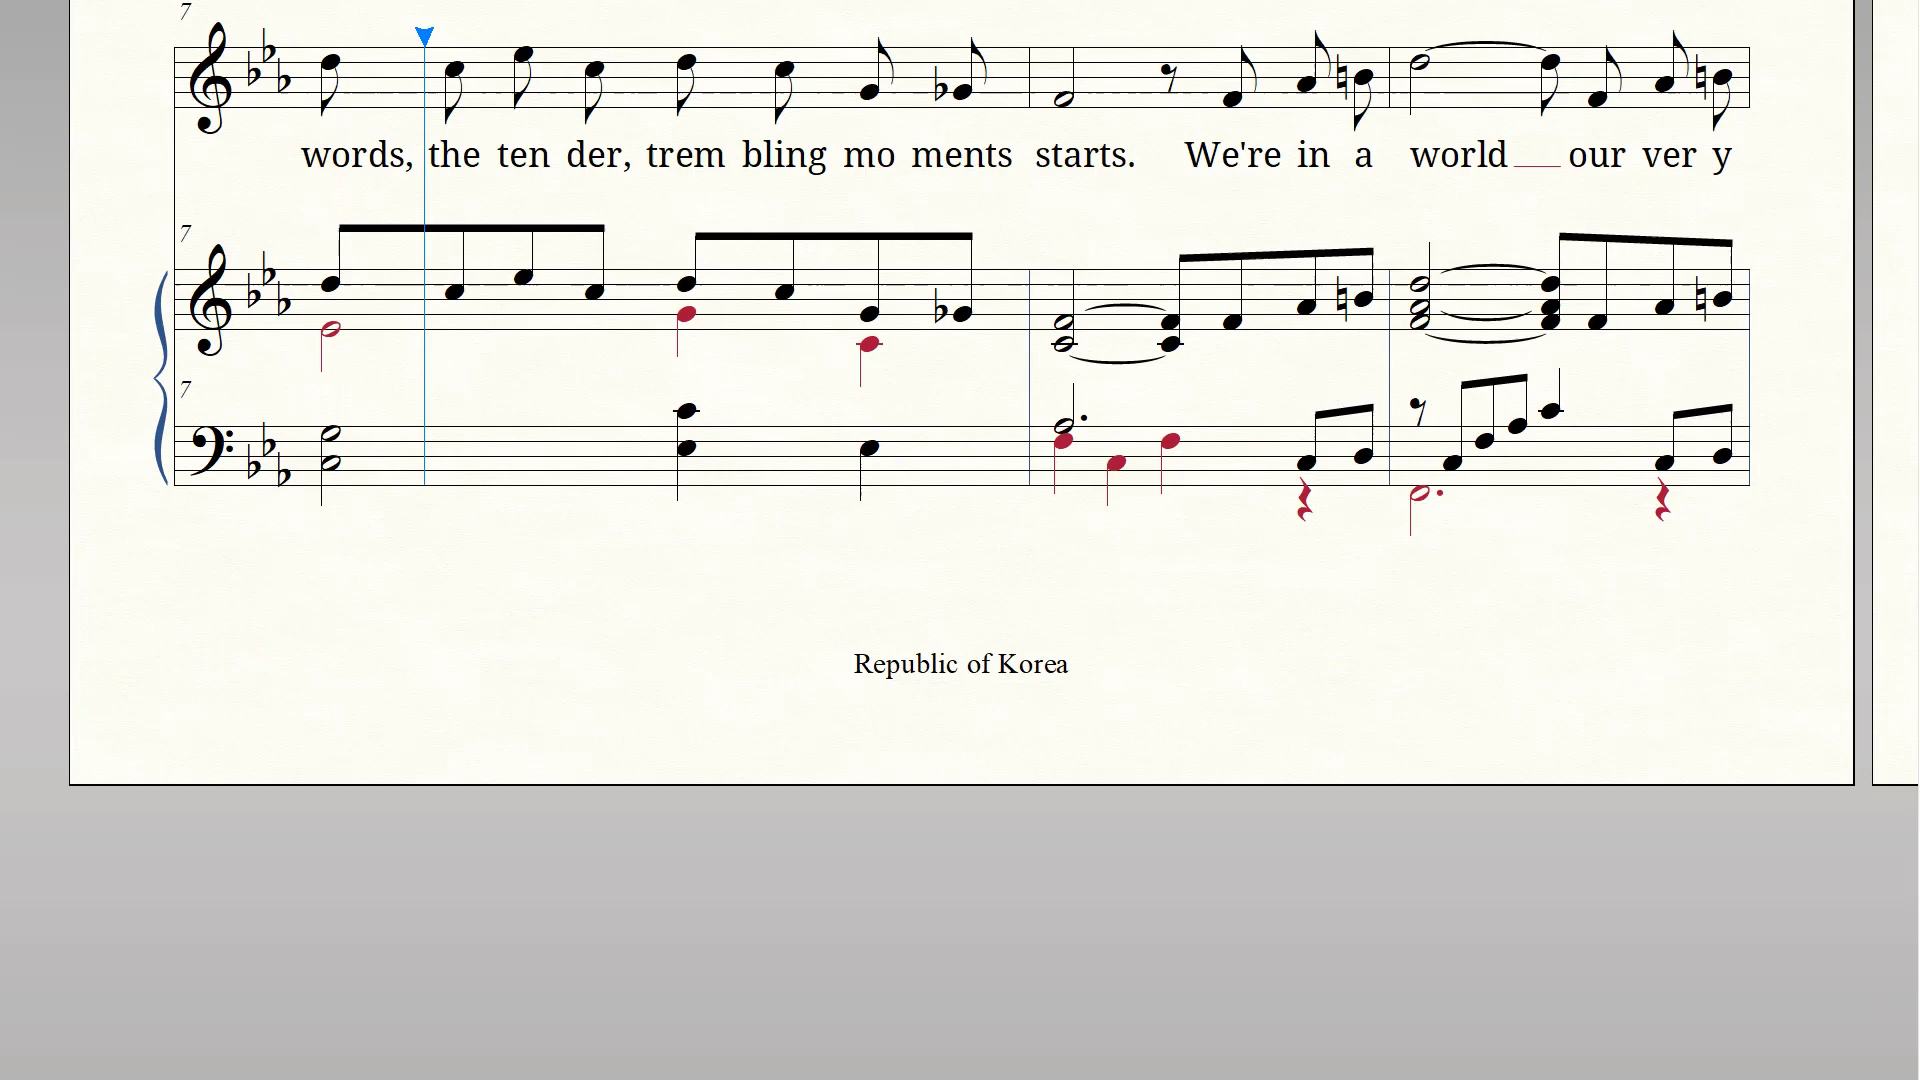 7
words, the ten der, trem bling mo ments starts. We're in a world our ver y
7
7
Republic of Korea